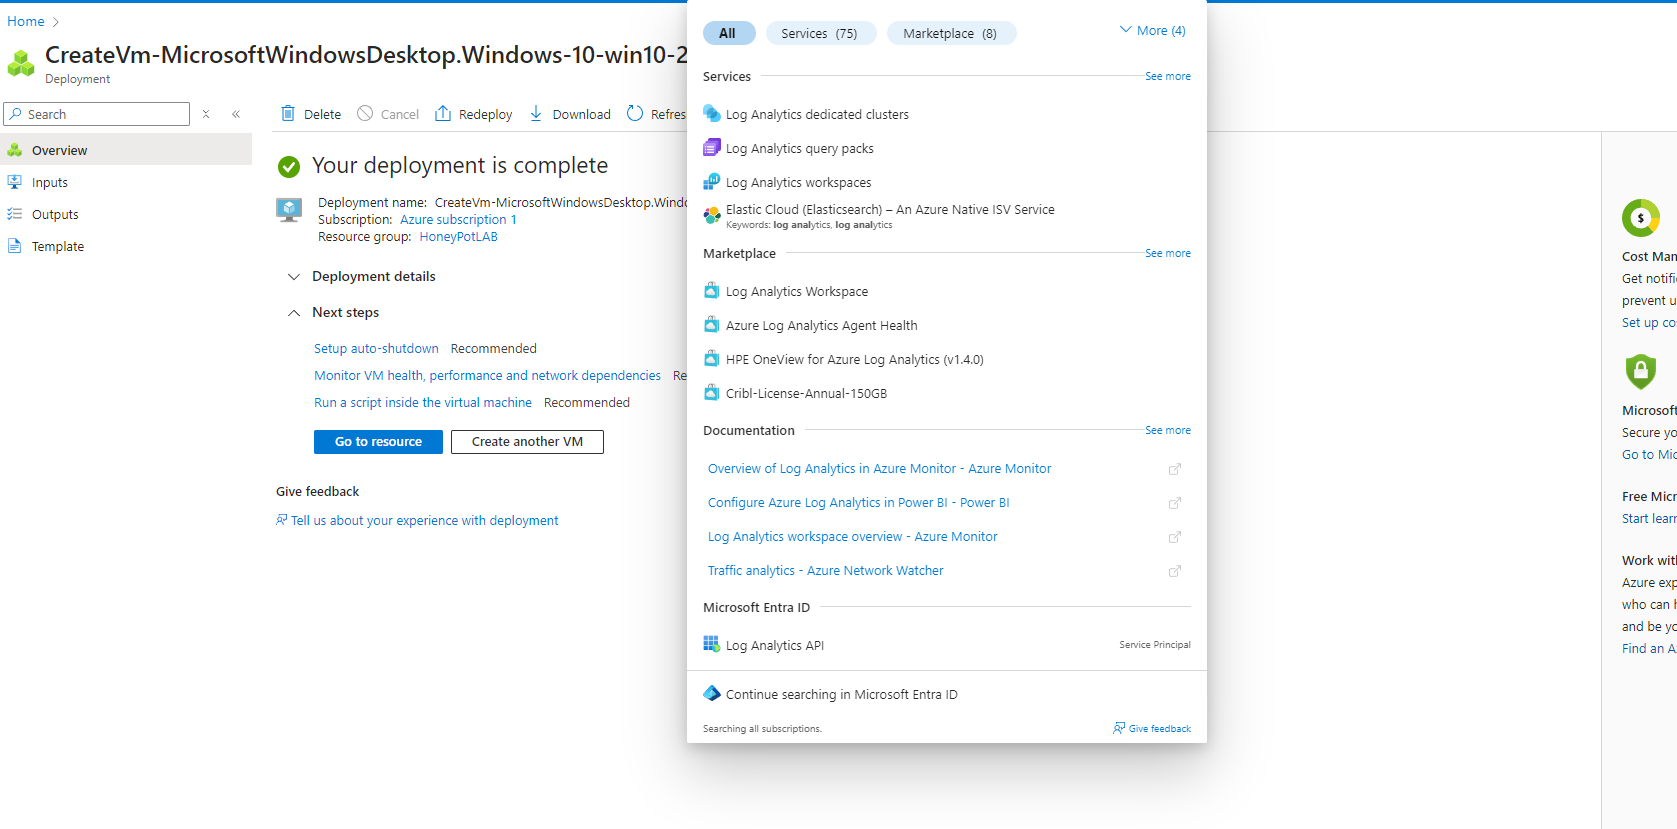 Home
CreateVm-MicrosoftWindowsDesktop.Windows-10-win10-2
Deployment
Search
Overview
Inputs
Outputs
Template
Delete
Cancel
Redeploy
Download
Refres
Your deployment is complete
Deployment name: CreateVm-MicrosoftWindowsDesktop.Windo
Subscription: Azure subscription 1
Resource group: HoneyPotLAB
Deployment details
Next steps
Setup auto-shutdown Recommended
Monitor VM health, performance and network dependencies Re
Run a script inside the virtual machine Recommended
Go to resource
Create another VM
Give feedback
Tell us about your experience with deployment
All
Services (75)
Marketplace (8)
More (4)
Services
See more
Log Analytics dedicated clusters
Log Analytics query packs
Log Analytics workspaces
Elastic Cloud (Elasticsearch) – An Azure Native ISV Service
Keywords: log analytics, log analytics
Marketplace
See more
Log Analytics Workspace
Azure Log Analytics Agent Health
HPE OneView for Azure Log Analytics (v1.4.0)
Cribl-License-Annual-150GB
Documentation
See more
Overview of Log Analytics in Azure Monitor - Azure Monitor
Configure Azure Log Analytics in Power BI - Power BI
Log Analytics workspace overview - Azure Monitor
Traffic analytics - Azure Network Watcher
Microsoft Entra ID
Log Analytics API
Service Principal
Continue searching in Microsoft Entra ID
Searching all subscriptions.
Give feedback
$
Cost Man
Get notifi
prevent u
Set up co
Microsoft
Secure yo
Go to Mic
Free Micr
Start learn
Work with
Azure exp
who can h
and be yo
Find an A